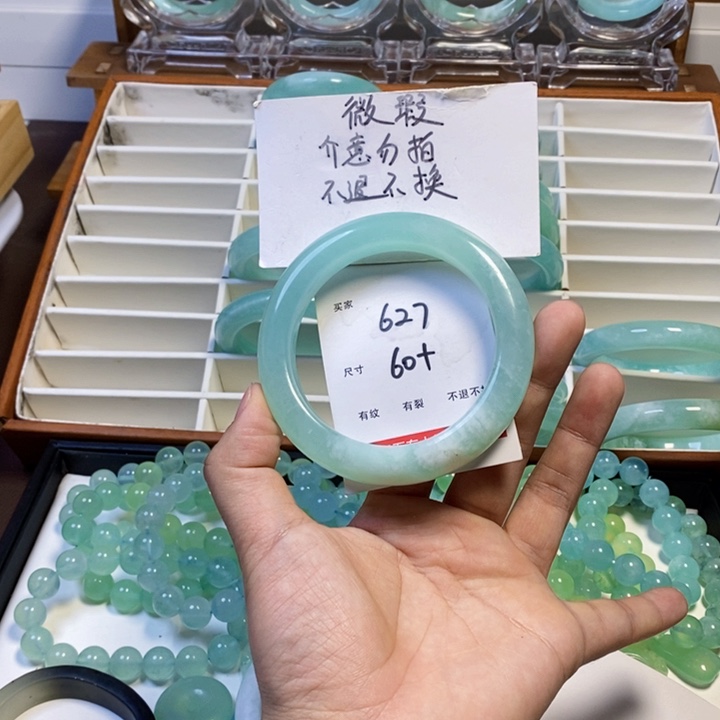 微瑕
介意勿拍
不退不换
买家
627
尺寸
60+
有纹 有裂 不退不